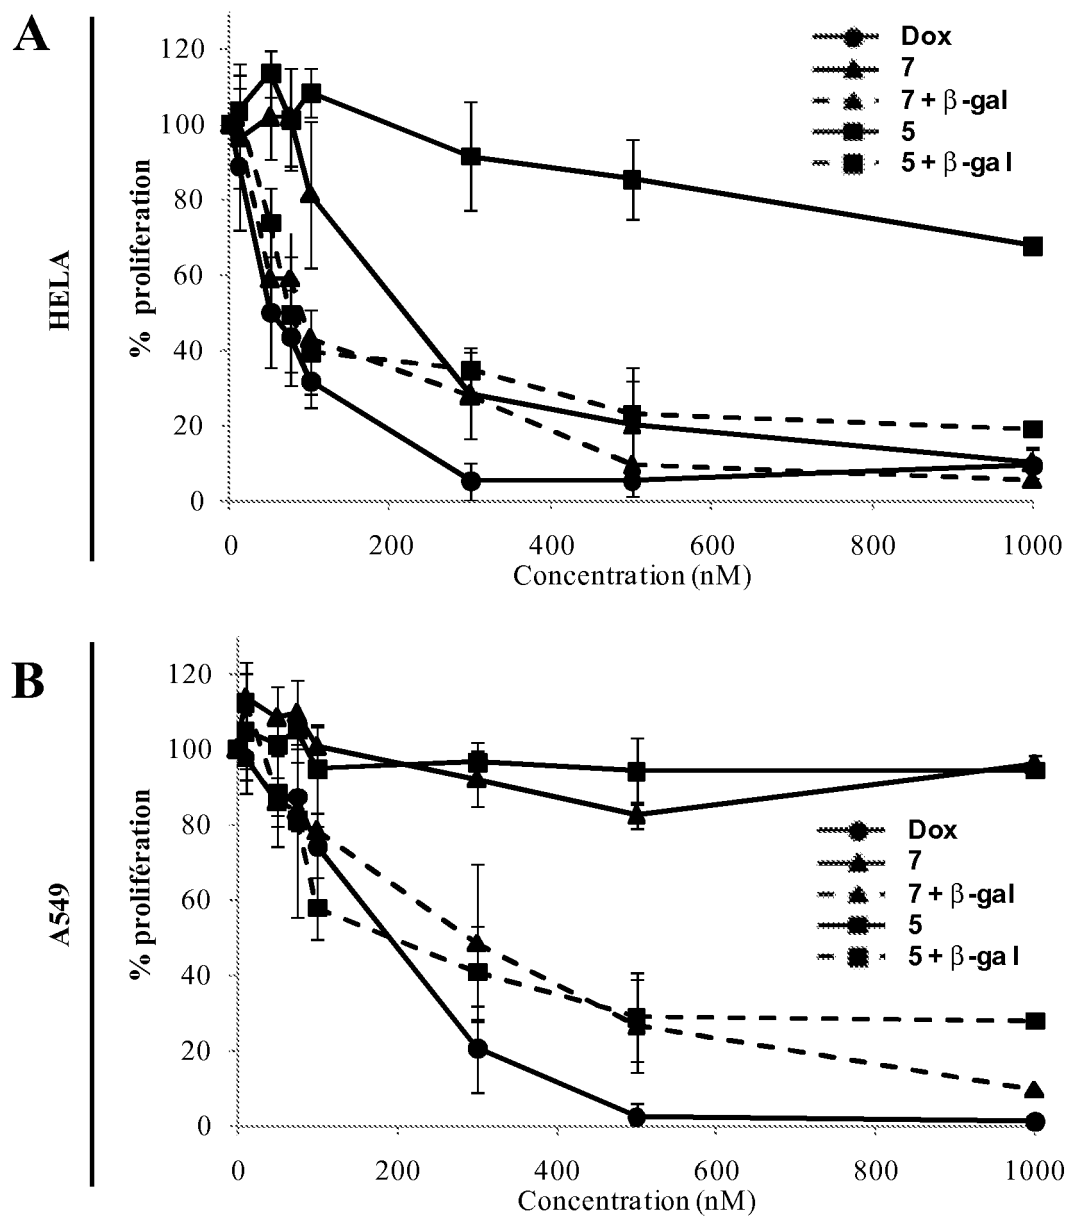 A
HELA
% proliferation
120
100
80
60
40
20
0
0 200 400 600 800 1000
Concentration (nM)
Dox
7
7 + β-gal
5
5 + β-gal
B
A549
% prolifération
120
100
80
60
40
20
0
0 200 400 600 800 1000
Concentration (nM)
Dox
7
7 + β-gal
5
5 + β-gal